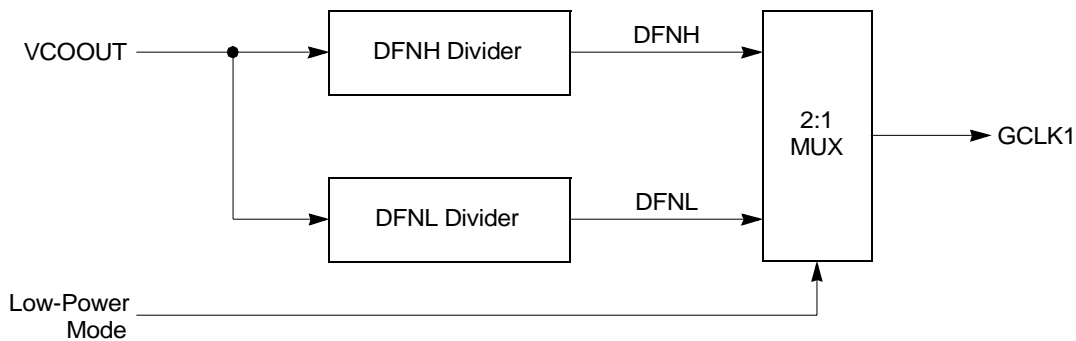 VCOOUT
DFNH Divider
DFNH
2:1
MUX
GCLK1
DFNL Divider
DFNL
Low-Power
Mode